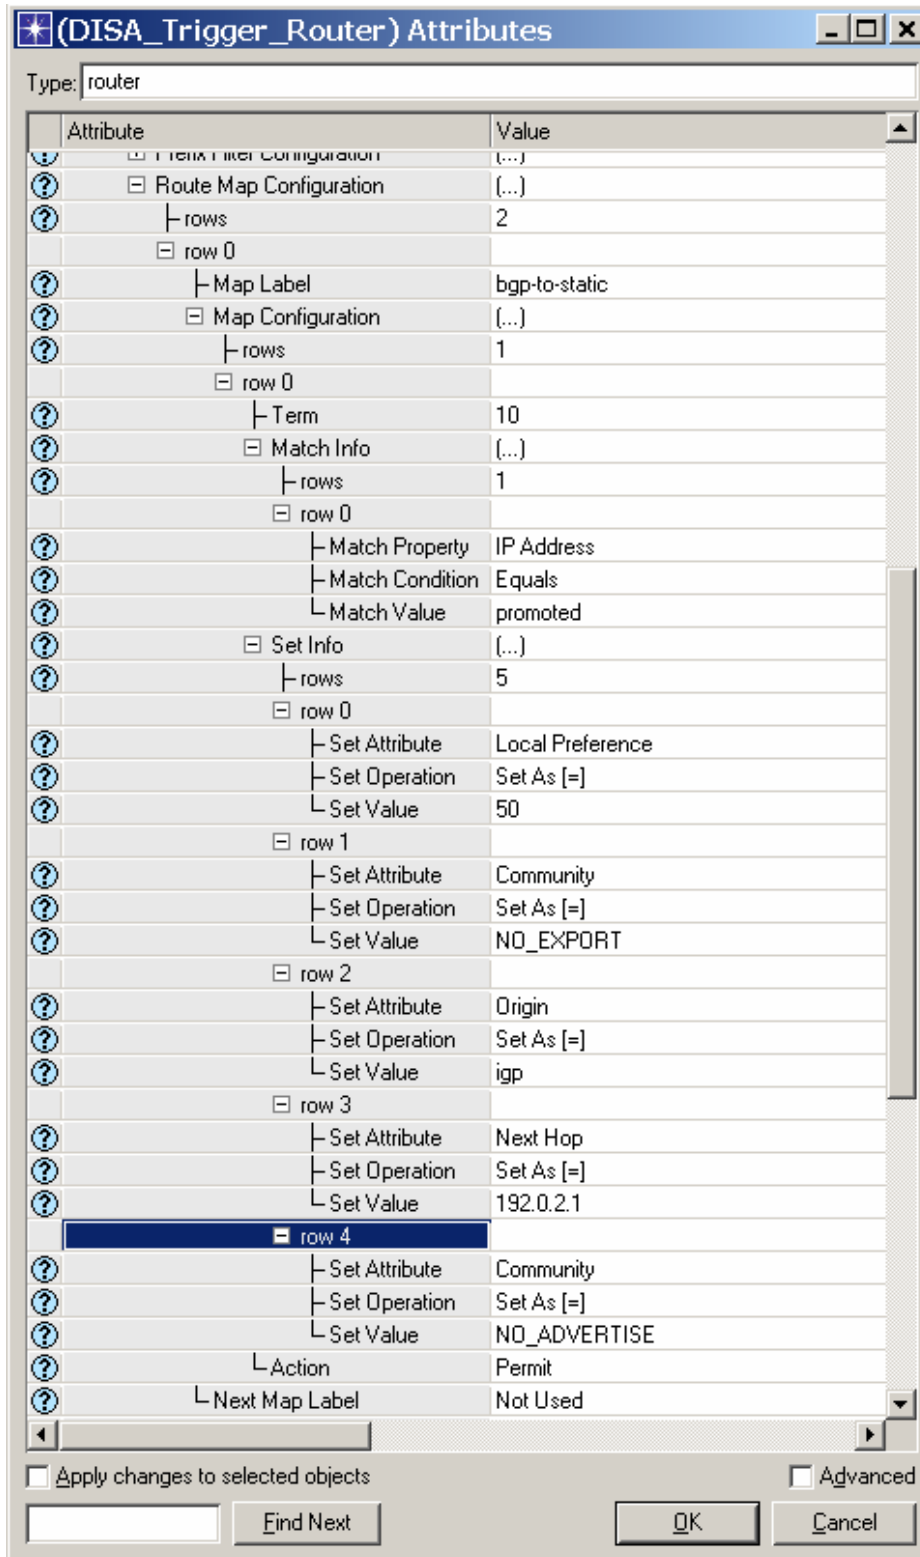 (DISA_Trigger_Router) Attributes
Type: router
Attribute Value
Prefix Filter Configuration (...)
Route Map Configuration (...)
rows 2
row 0
Map Label bgp-to-static
Map Configuration (...)
rows 1
row 0
Term 10
Match Info (...)
rows 1
row 0
Match Property IP Address
Match Condition Equals
Match Value promoted
Set Info (...)
rows 5
row 0
Set Attribute Local Preference
Set Operation Set As [=]
Set Value 50
row 1
Set Attribute Community
Set Operation Set As [=]
Set Value NO_EXPORT
row 2
Set Attribute Origin
Set Operation Set As [=]
Set Value igp
row 3
Set Attribute Next Hop
Set Operation Set As [=]
Set Value 192.0.2.1
row 4
Set Attribute Community
Set Operation Set As [=]
Set Value NO_ADVERTISE
Action Permit
Next Map Label Not Used
Apply changes to selected objects Advanced
Find Next OK Cancel